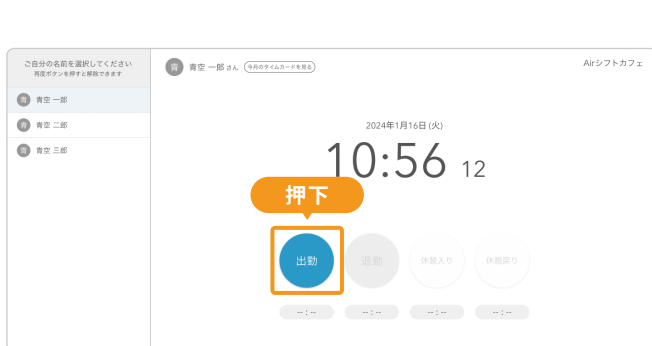 ご自分の名前を選択してください
再度ボタンを押すと解除できます
青 青空 一郎
青 青空 二郎
青 青空 三郎
青 青空 一郎 さん 今月のタイムカードを見る
Airシフトカフェ
2024年1月16日 (火)
10:56 12
押下
出勤 退勤 休憩入り 休憩戻り
--:-- --:-- --:-- --:--